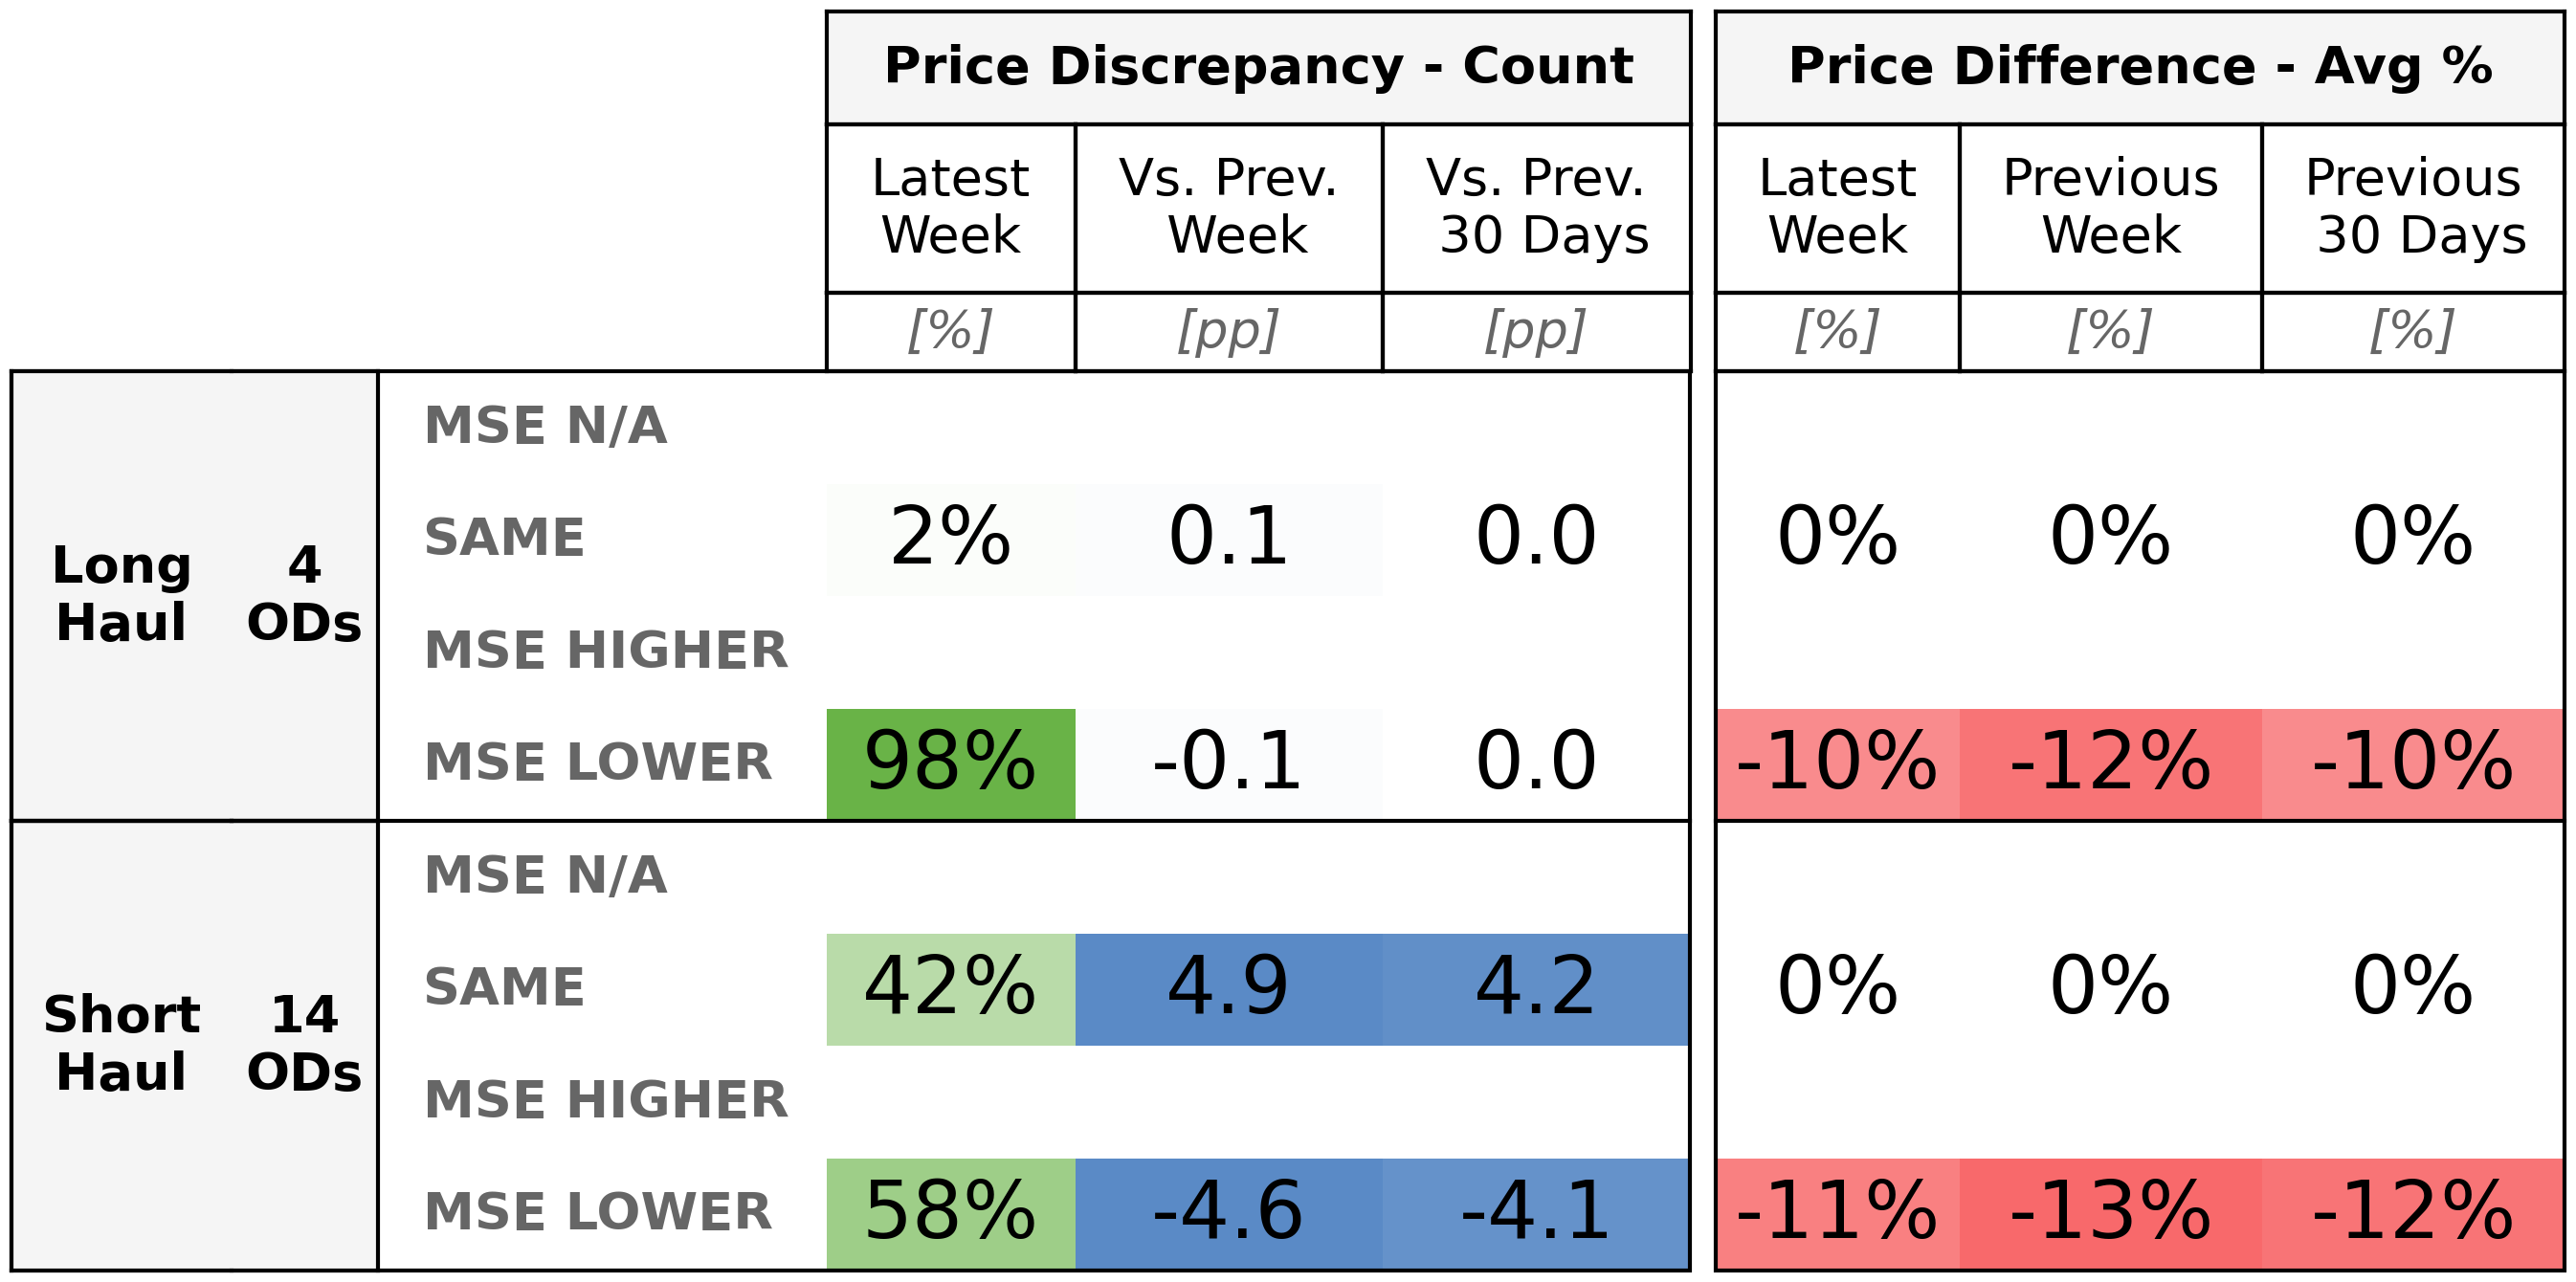 Price Discrepancy - Count
Price Difference - Avg %
Latest Week
Vs. Prev. Week
Vs. Prev. 30 Days
Latest Week
Previous Week
Previous 30 Days
[%] [pp] [pp] [%] [%] [%]
Long Haul
4 ODs
MSE N/A
SAME 2% 0.1 0.0 0% 0% 0%
MSE HIGHER
MSE LOWER 98% -0.1 0.0 -10% -12% -10%
Short Haul
14 ODs
MSE N/A
SAME 42% 4.9 4.2 0% 0% 0%
MSE HIGHER
MSE LOWER 58% -4.6 -4.1 -11% -13% -12%